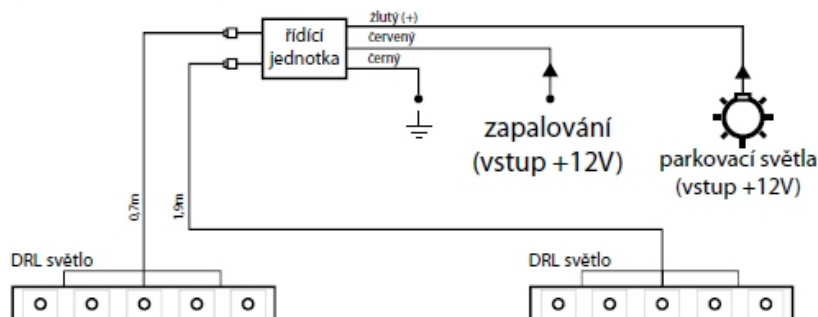 řídící
jednotka
žlutý (+)
červený
černý
zapalování
(vstup +12V)
parkovací světla
(vstup +12V)
0,7m
1,9m
DRL světlo
DRL světlo